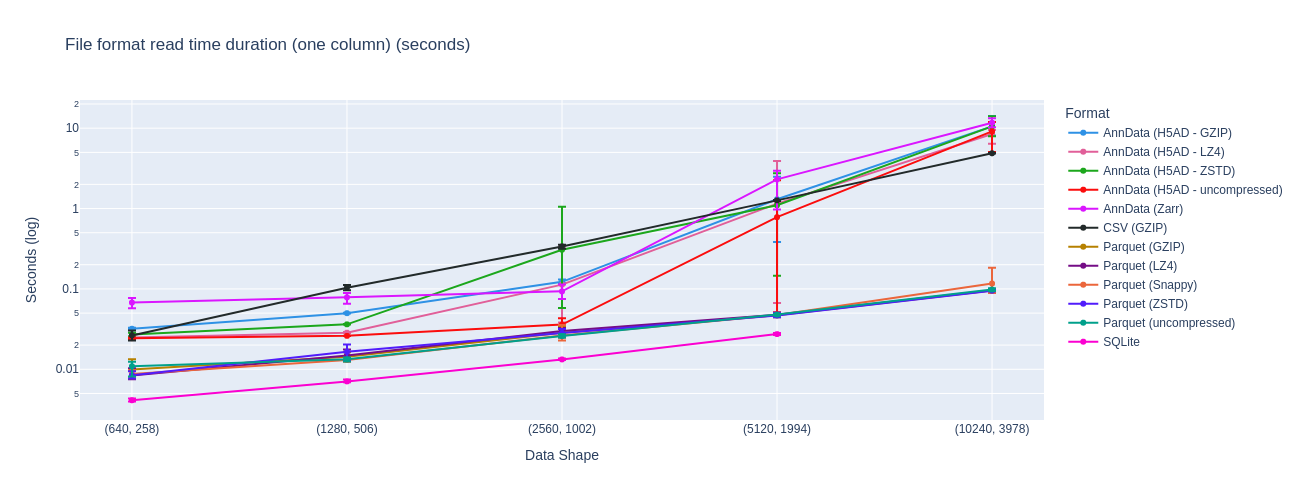 File format read time duration (one column) (seconds)
Seconds (log)
2
10
5
2
1
5
2
0.1
5
2
0.01
5
(640, 258)
(1280, 506)
(2560, 1002)
(5120, 1994)
(10240, 3978)
Data Shape
Format
AnnData (H5AD - GZIP)
AnnData (H5AD - LZ4)
AnnData (H5AD - ZSTD)
AnnData (H5AD - uncompressed)
AnnData (Zarr)
CSV (GZIP)
Parquet (GZIP)
Parquet (LZ4)
Parquet (Snappy)
Parquet (ZSTD)
Parquet (uncompressed)
SQLite